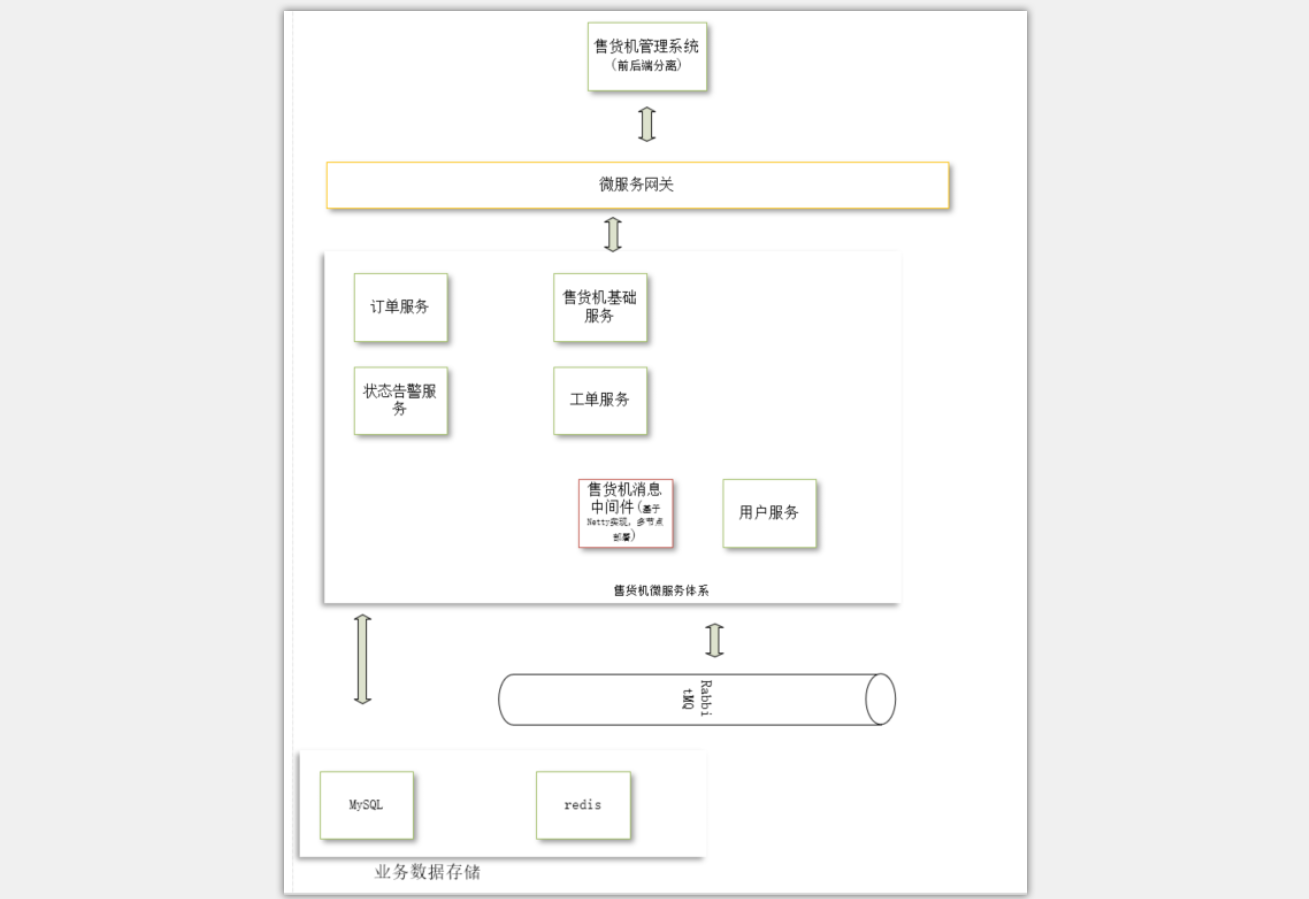 售货机管理系统
(前后端分离)
微服务网关
订单服务
售货机基础
服务
状态告警服
务
工单服务
售货机消息
中间件(基于
Netty实现，多节点
部署)
用户服务
售货机微服务体系
Rabbi
tMQ
MySQL
redis
业务数据存储